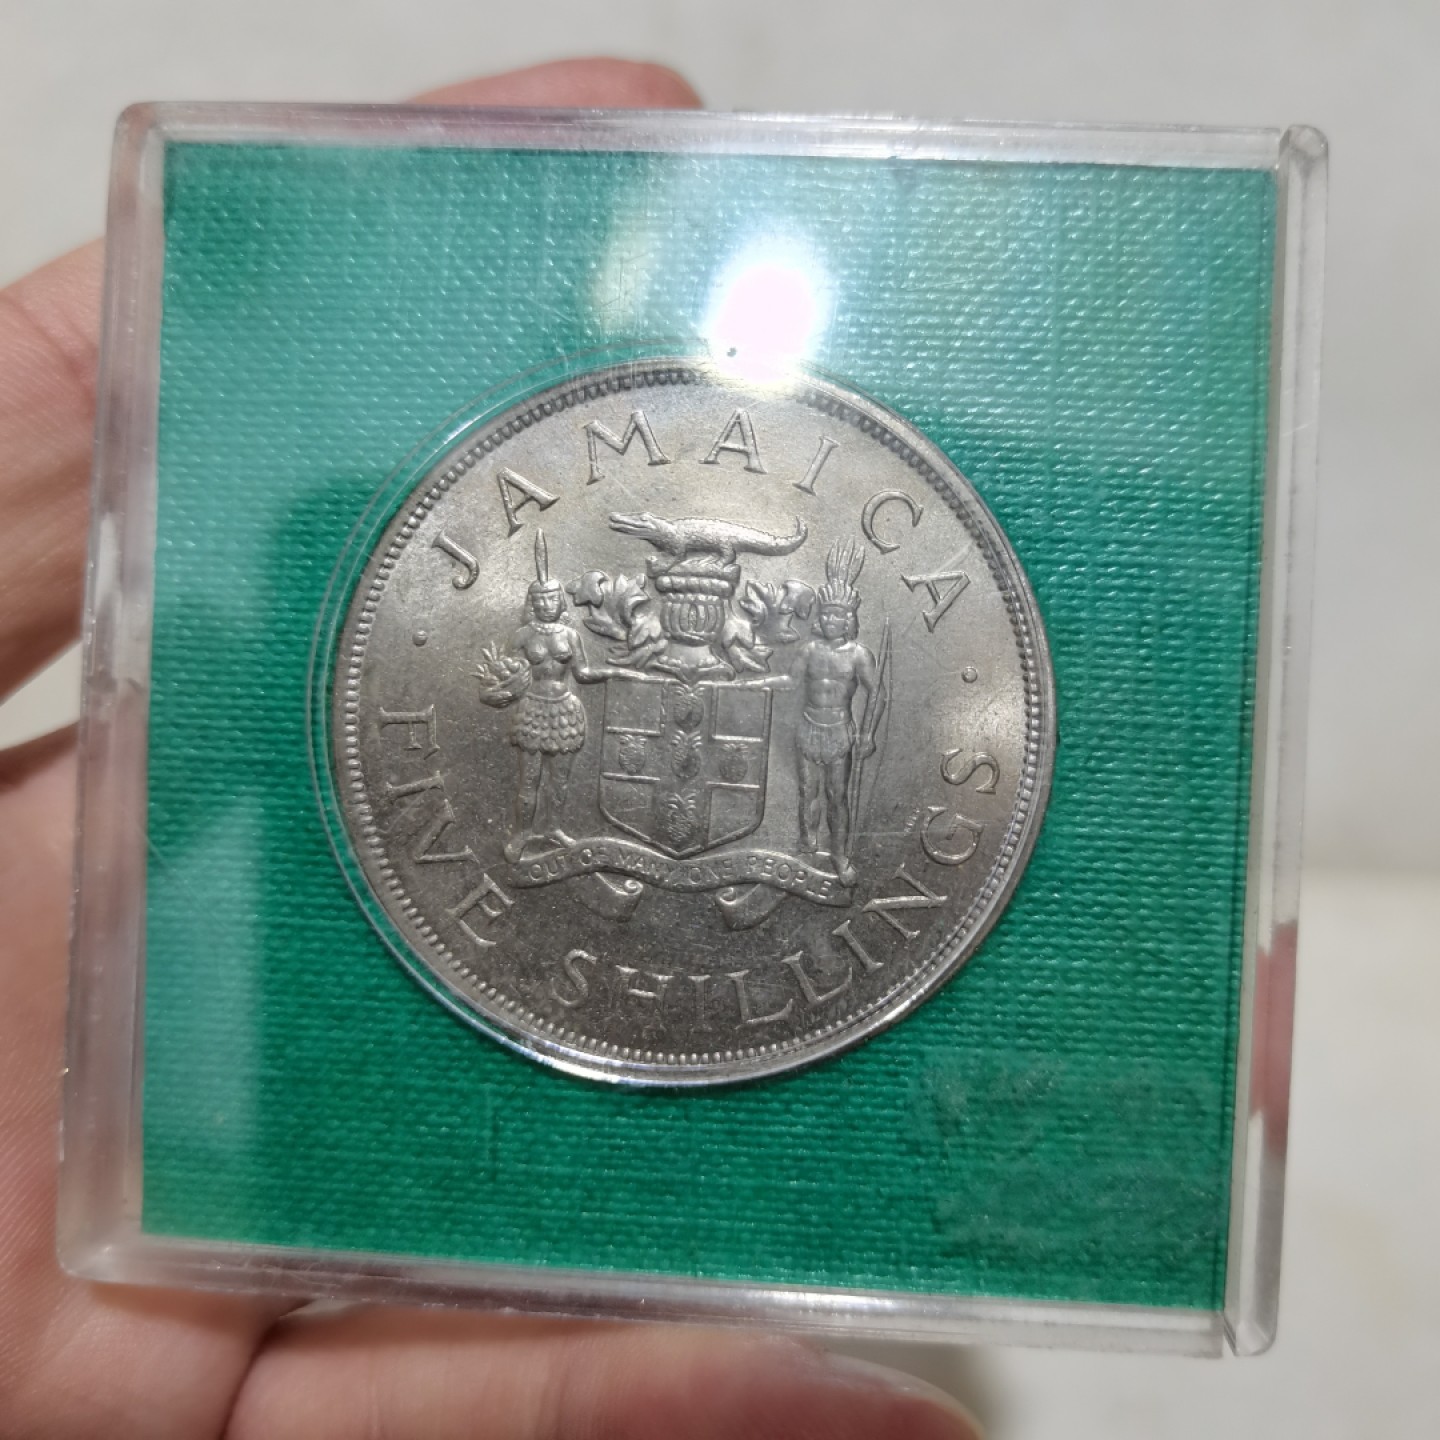 · JAMAICA ·
FIVE SHILLINGS
OUT OF MANY, ONE PEOPLE